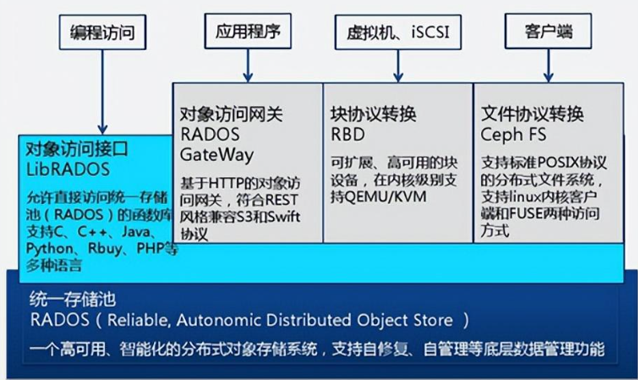 编程访问
应用程序
虚拟机、iSCSI
客户端
对象访问接口
LibRADOS
允许直接访问统一存储
池（RADOS）的函数库
支持C、C++、Java、
Python、Rbuy、PHP等
多种语言
对象访问网关
RADOS
GateWay
基于HTTP的对象访
问网关，符合REST
风格兼容S3和Swift
协议
块协议转换
RBD
可扩展、高可用的块
设备，在内核级别支
持QEMU/KVM
文件协议转换
Ceph FS
支持标准POSIX协议
的分布式文件系统，
支持linux内核客户
端和FUSE两种访问
方式
统一存储池
RADOS（Reliable, Autonomic Distributed Object Store ）
一个高可用、智能化的分布式对象存储系统，支持自修复、自管理等底层数据管理功能